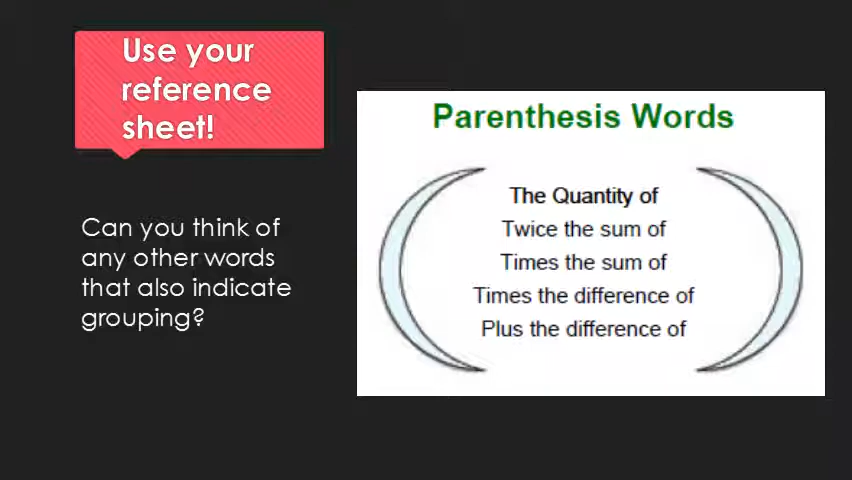 Use your
reference
sheet!
Can you think of
any other words
that also indicate
grouping?
Parenthesis Words
The Quantity of
Twice the sum of
Times the sum of
Times the difference of
Plus the difference of